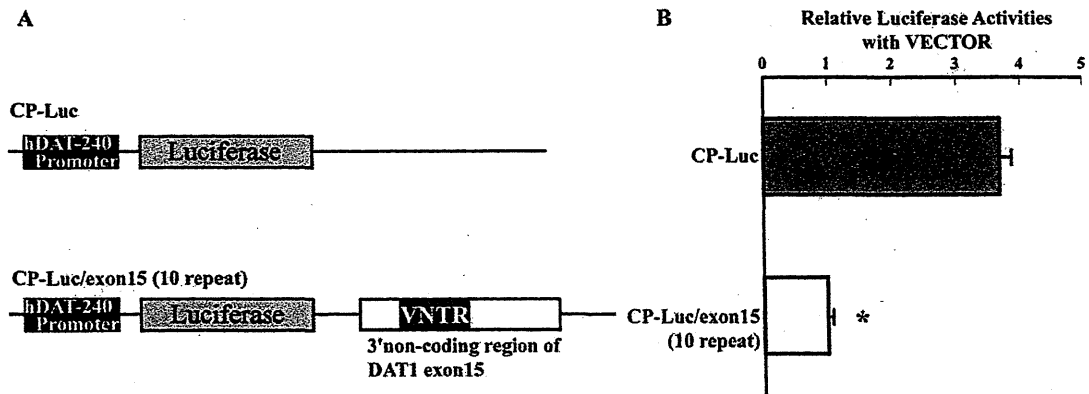 A
CP-Luc
hDAT-240
Promoter
Luciferase
CP-Luc/exon15 (10 repeat)
hDAT-240
Promoter
Luciferase
VNTR
3'non-coding region of
DAT1 exon15
B
Relative Luciferase Activities
with VECTOR
0 1 2 3 4 5
CP-Luc
CP-Luc/exon15
(10 repeat)
*